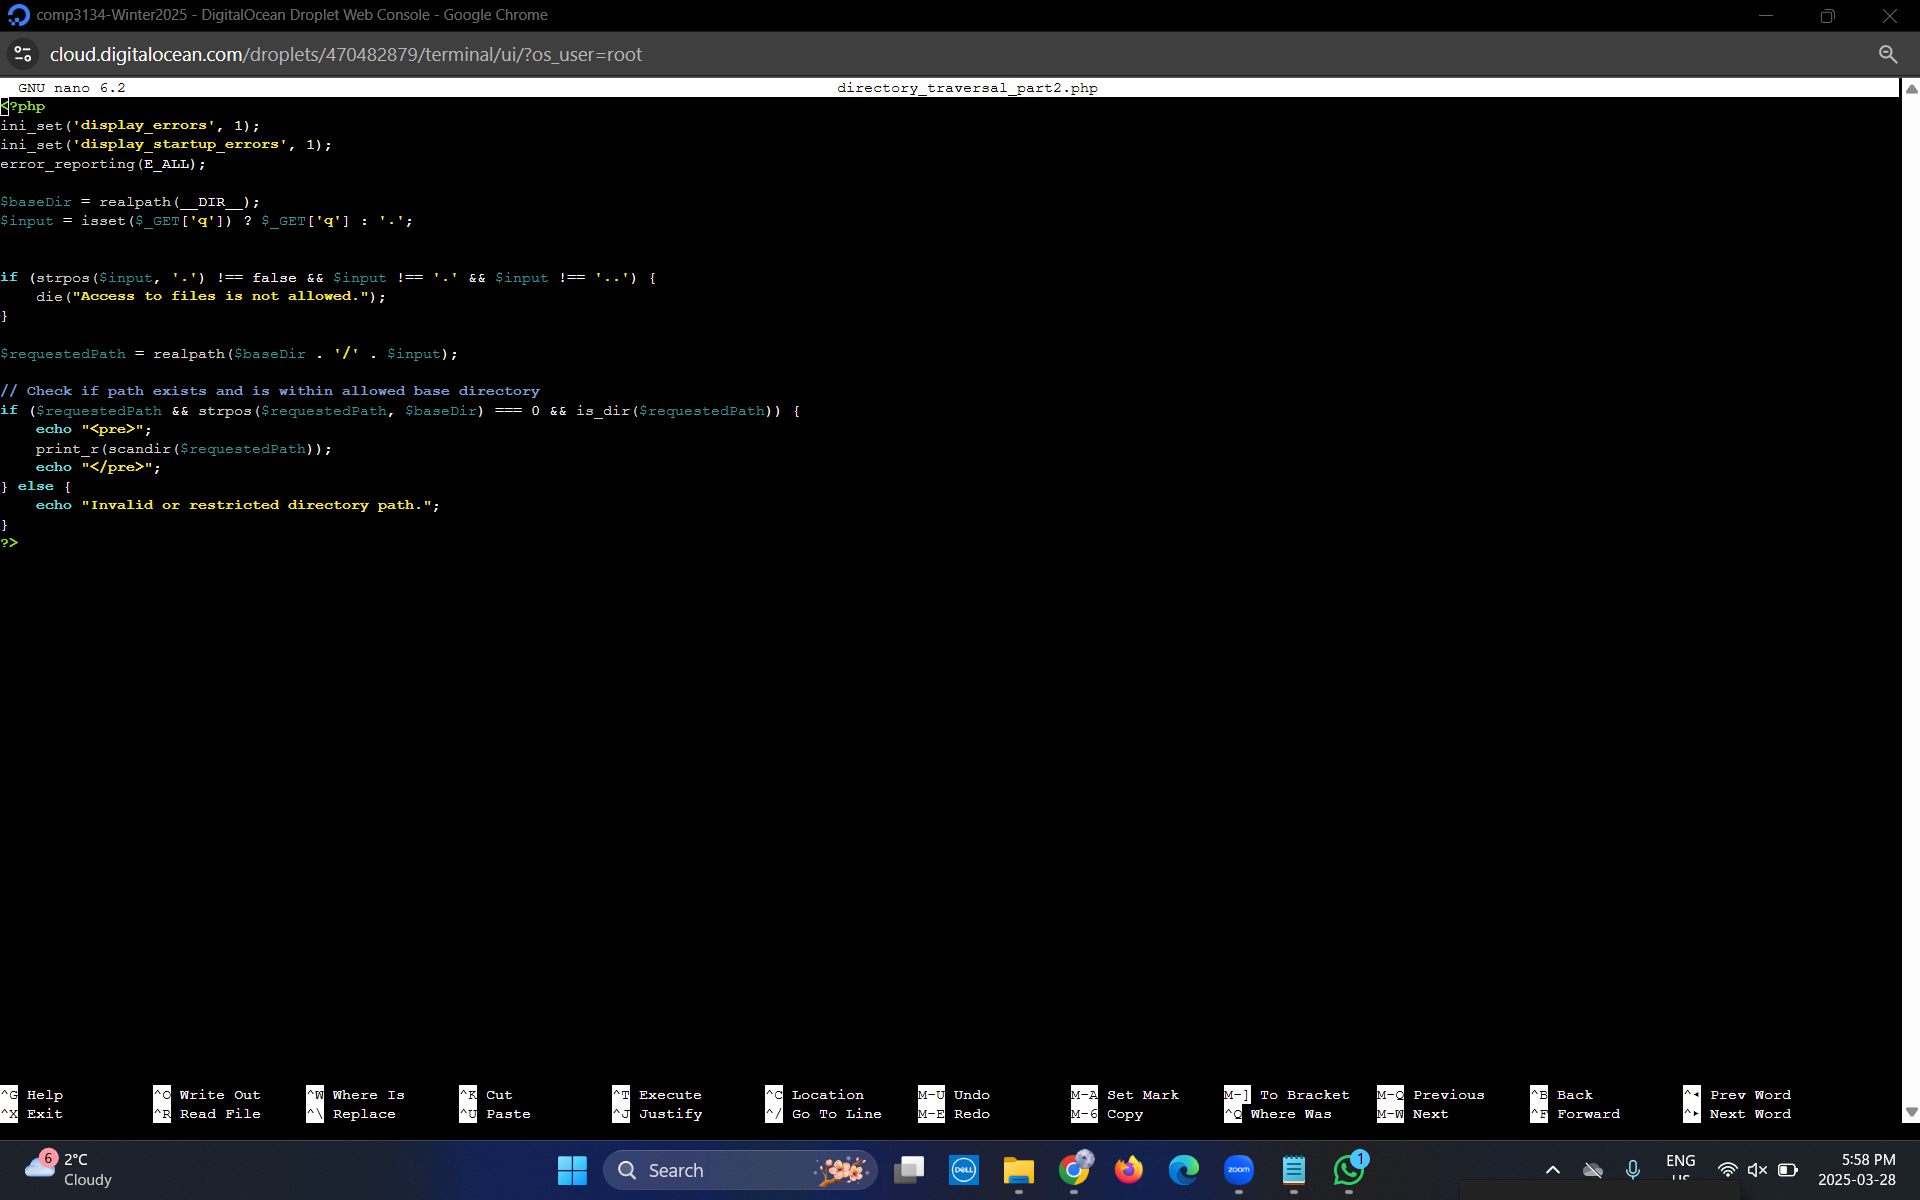 comp3134-Winter2025 - DigitalOcean Droplet Web Console - Google Chrome
cloud.digitalocean.com/droplets/470482879/terminal/ui/?os_user=root
GNU nano 6.2 directory_traversal_part2.php
<?php
ini_set('display_errors', 1);
ini_set('display_startup_errors', 1);
error_reporting(E_ALL);
$baseDir = realpath(__DIR__);
$input = isset($_GET['q']) ? $_GET['q'] : '.';
if (strpos($input, '.') !== false && $input !== '.' && $input !== '..') {
    die("Access to files is not allowed.");
}
$requestedPath = realpath($baseDir . '/' . $input);
// Check if path exists and is within allowed base directory
if ($requestedPath && strpos($requestedPath, $baseDir) === 0 && is_dir($requestedPath)) {
    echo "<pre>";
    print_r(scandir($requestedPath));
    echo "</pre>";
} else {
    echo "Invalid or restricted directory path.";
}
?>
^G Help ^O Write Out ^W Where Is ^K Cut ^T Execute ^C Location M-U Undo M-A Set Mark M-] To Bracket M-Q Previous ^B Back ^◂ Prev Word
^X Exit ^R Read File ^\ Replace ^U Paste ^J Justify ^/ Go To Line M-E Redo M-6 Copy ^Q Where Was M-W Next ^F Forward ^▸ Next Word
6 2°C
Cloudy
Search
DELL
zoom
1
ENG
US
5:58 PM
2025-03-28